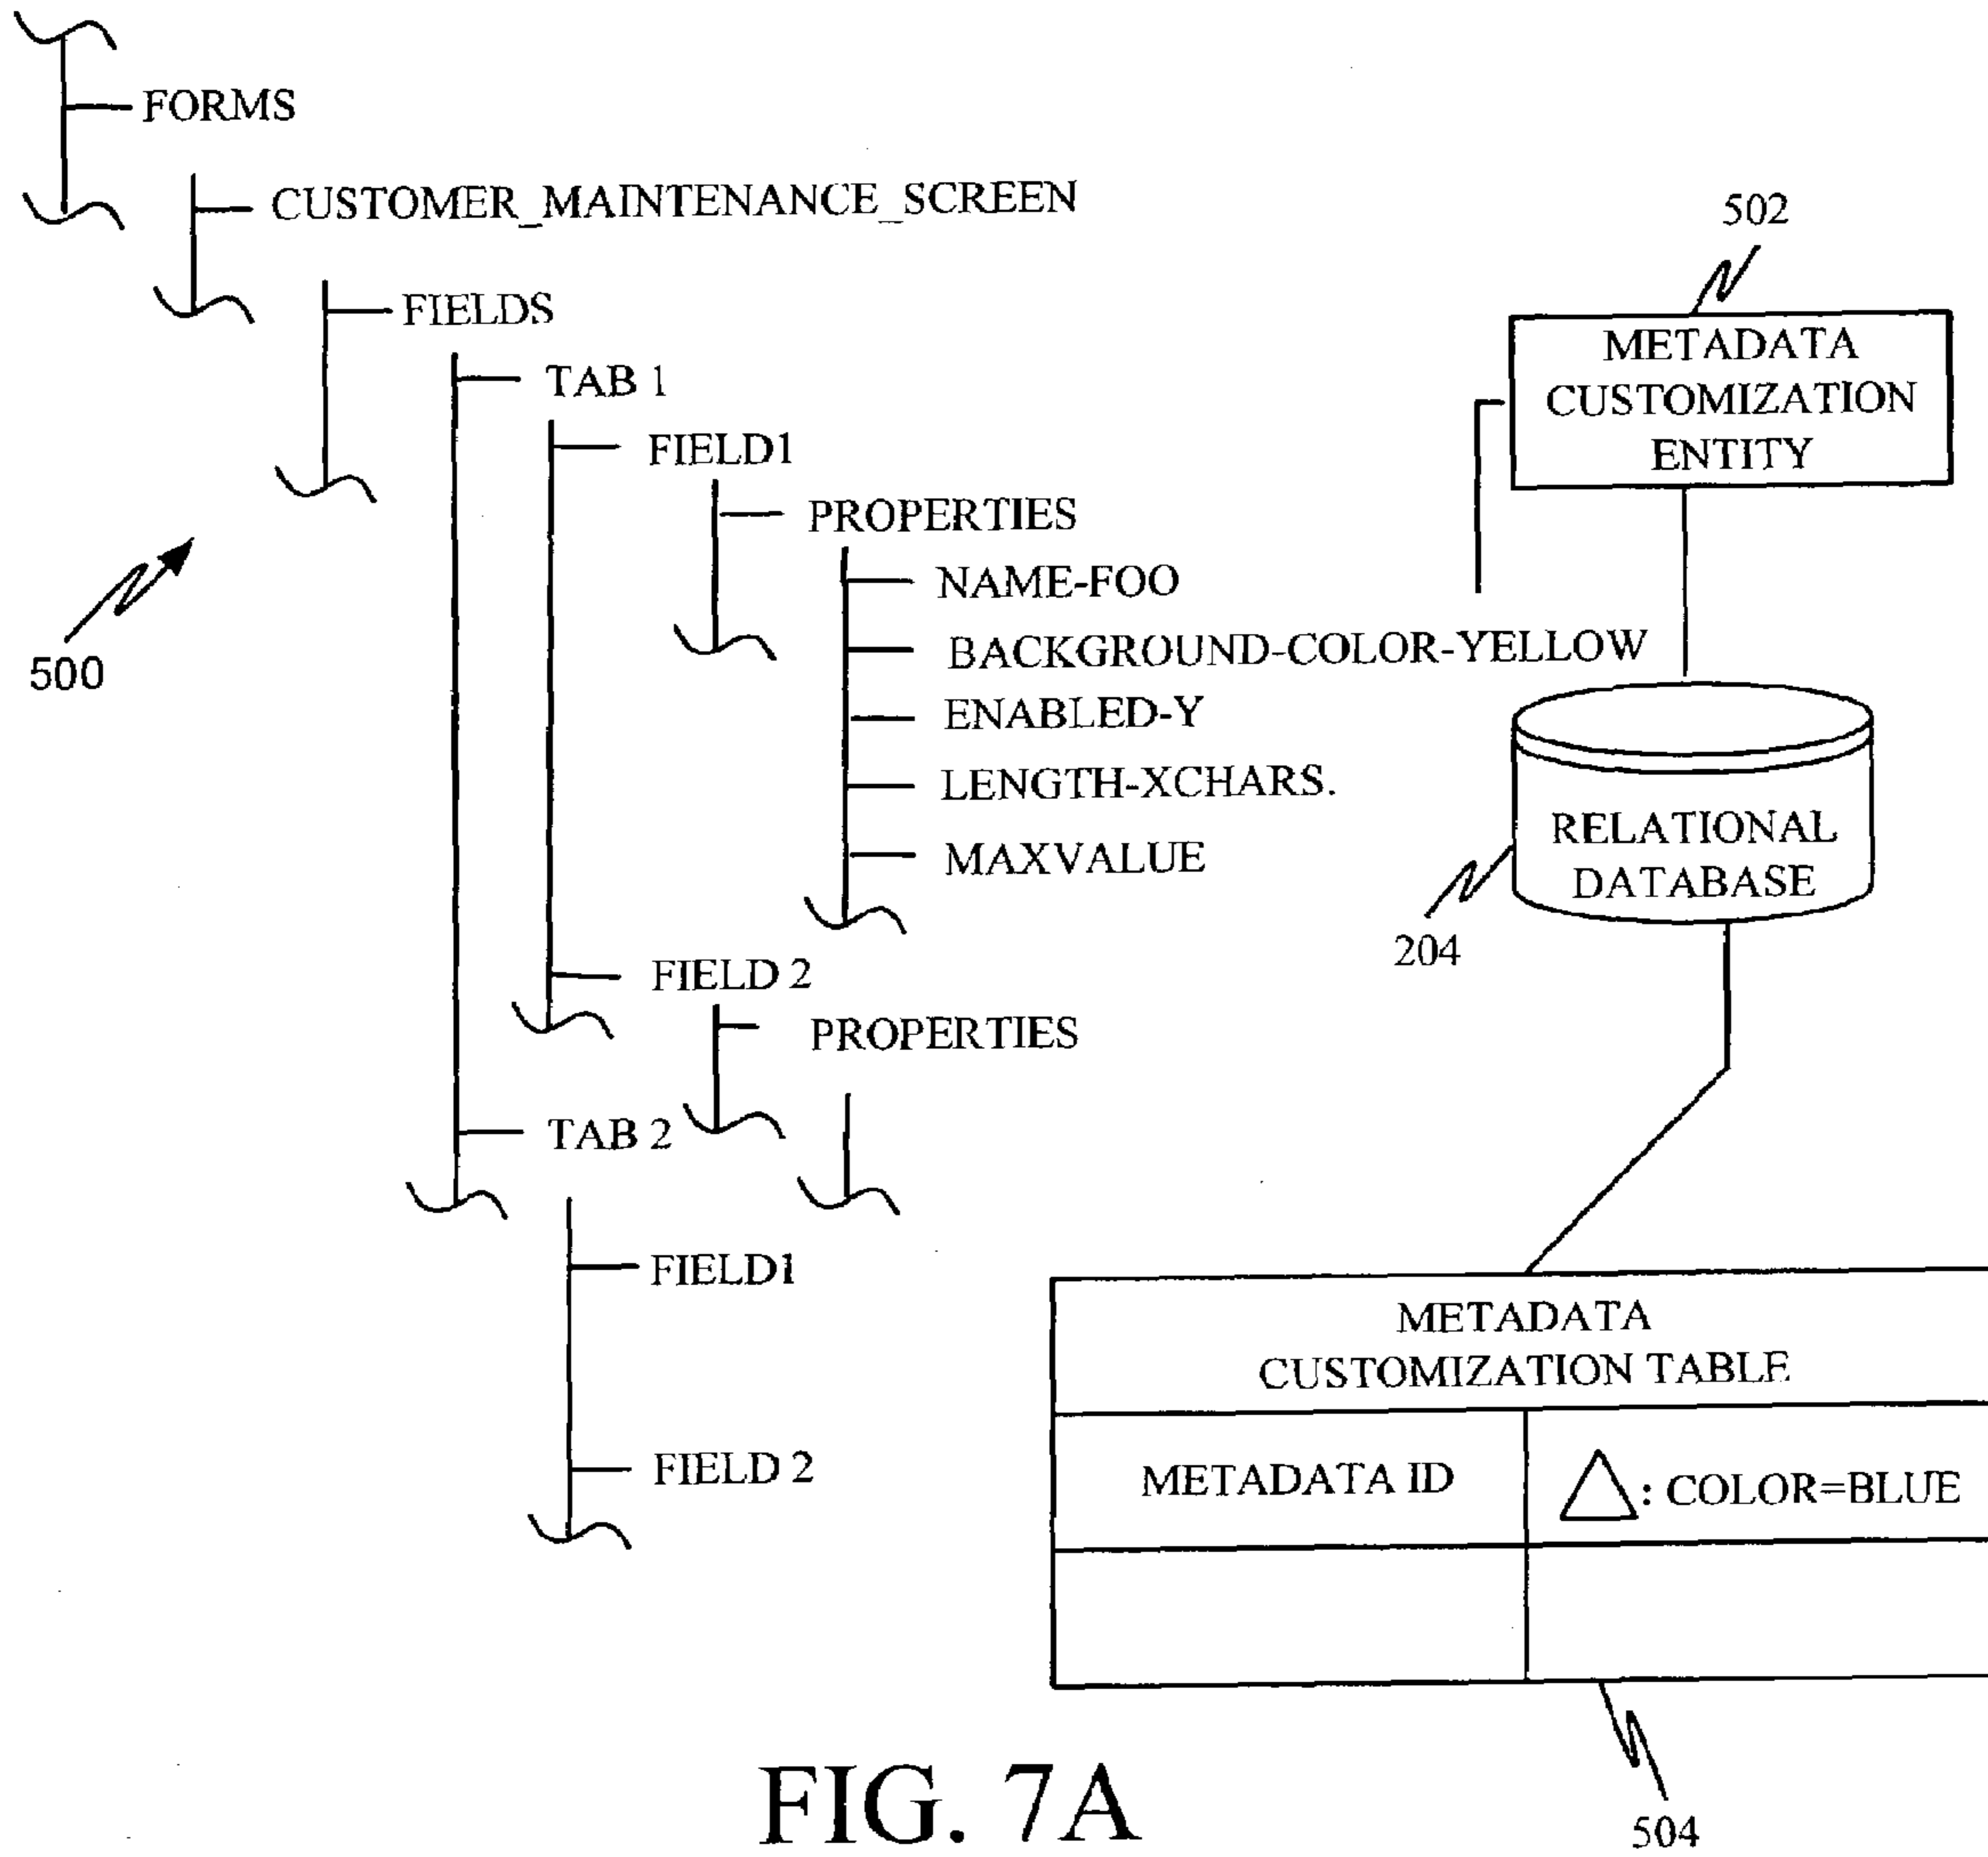 FORMS
CUSTOMER_MAINTENANCE_SCREEN
FIELDS
TAB 1
FIELD1
PROPERTIES
NAME-FOO
BACKGROUND-COLOR-YELLOW
ENABLED-Y
LENGTH-XCHARS.
MAXVALUE
FIELD 2
PROPERTIES
TAB 2
FIELD1
FIELD 2
500
502
METADATA
CUSTOMIZATION
ENTITY
RELATIONAL
DATABASE
204
METADATA
CUSTOMIZATION TABLE
METADATA ID
△: COLOR=BLUE
504
FIG. 7A